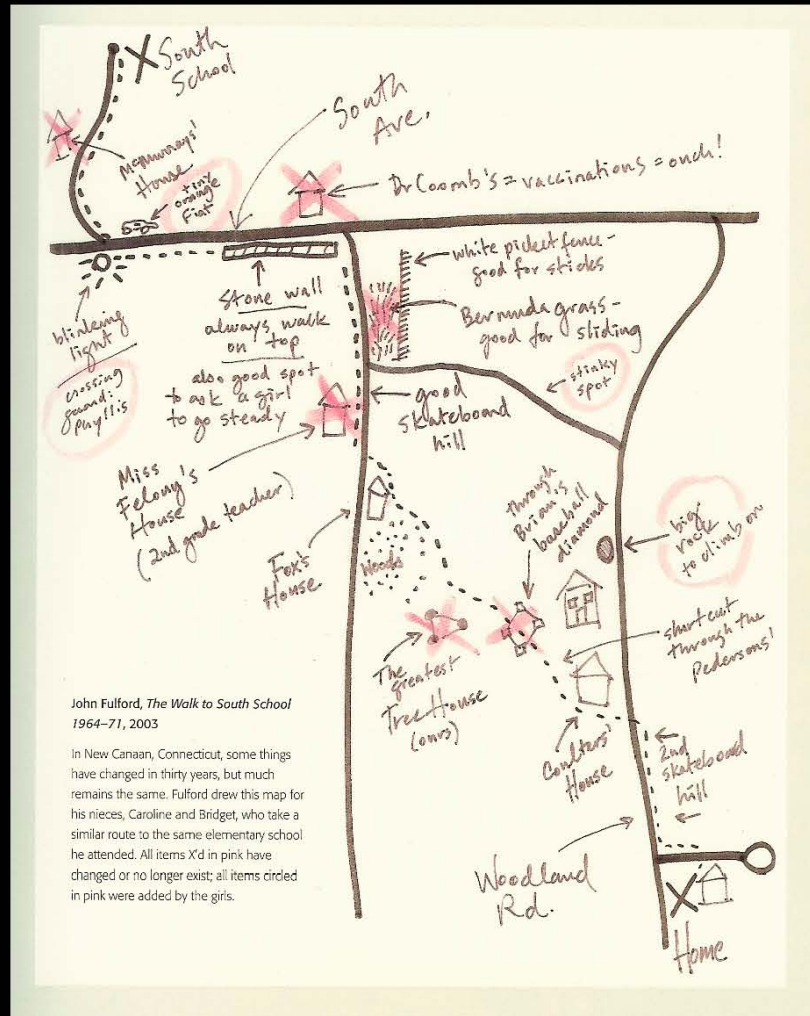 South
School
McMurrays'
House
tiny
orange
Fiat
South
Ave.
Dr Coomb's = vaccinations = ouch!
blinking
light
crossing
guard:
Phyllis
Stone wall
always walk
on top
also good spot
to ask a girl
to go steady
white picket fence-
good for sticks
Bermuda grass-
good for sliding
stinky
spot
good
skateboard
hill
Miss
Felony's
House
(2nd grade teacher)
Fox's
House
Woods
through
Brian's
baseball
diamond
big
rock
to climb on
The
greatest
Tree House
(ours)
shortcut
through the
Pedersons'
Coulters'
House
2nd
skateboard
hill
Woodland
Rd.
Home
John Fulford, The Walk to South School
1964–71, 2003
In New Canaan, Connecticut, some things
have changed in thirty years, but much
remains the same. Fulford drew this map for
his nieces, Caroline and Bridget, who take a
similar route to the same elementary school
he attended. All items X'd in pink have
changed or no longer exist; all items circled
in pink were added by the girls.